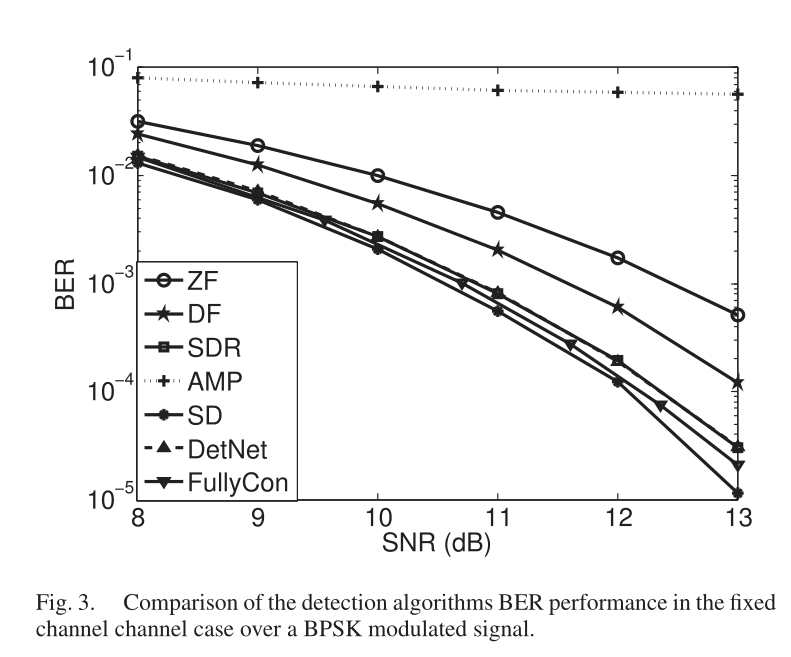 10−1
10−2
10−3
10−4
10−5
BER
ZF
DF
SDR
AMP
SD
DetNet
FullyCon
8 9 10 11 12 13
SNR (dB)
Fig. 3. Comparison of the detection algorithms BER performance in the fixed
channel channel case over a BPSK modulated signal.